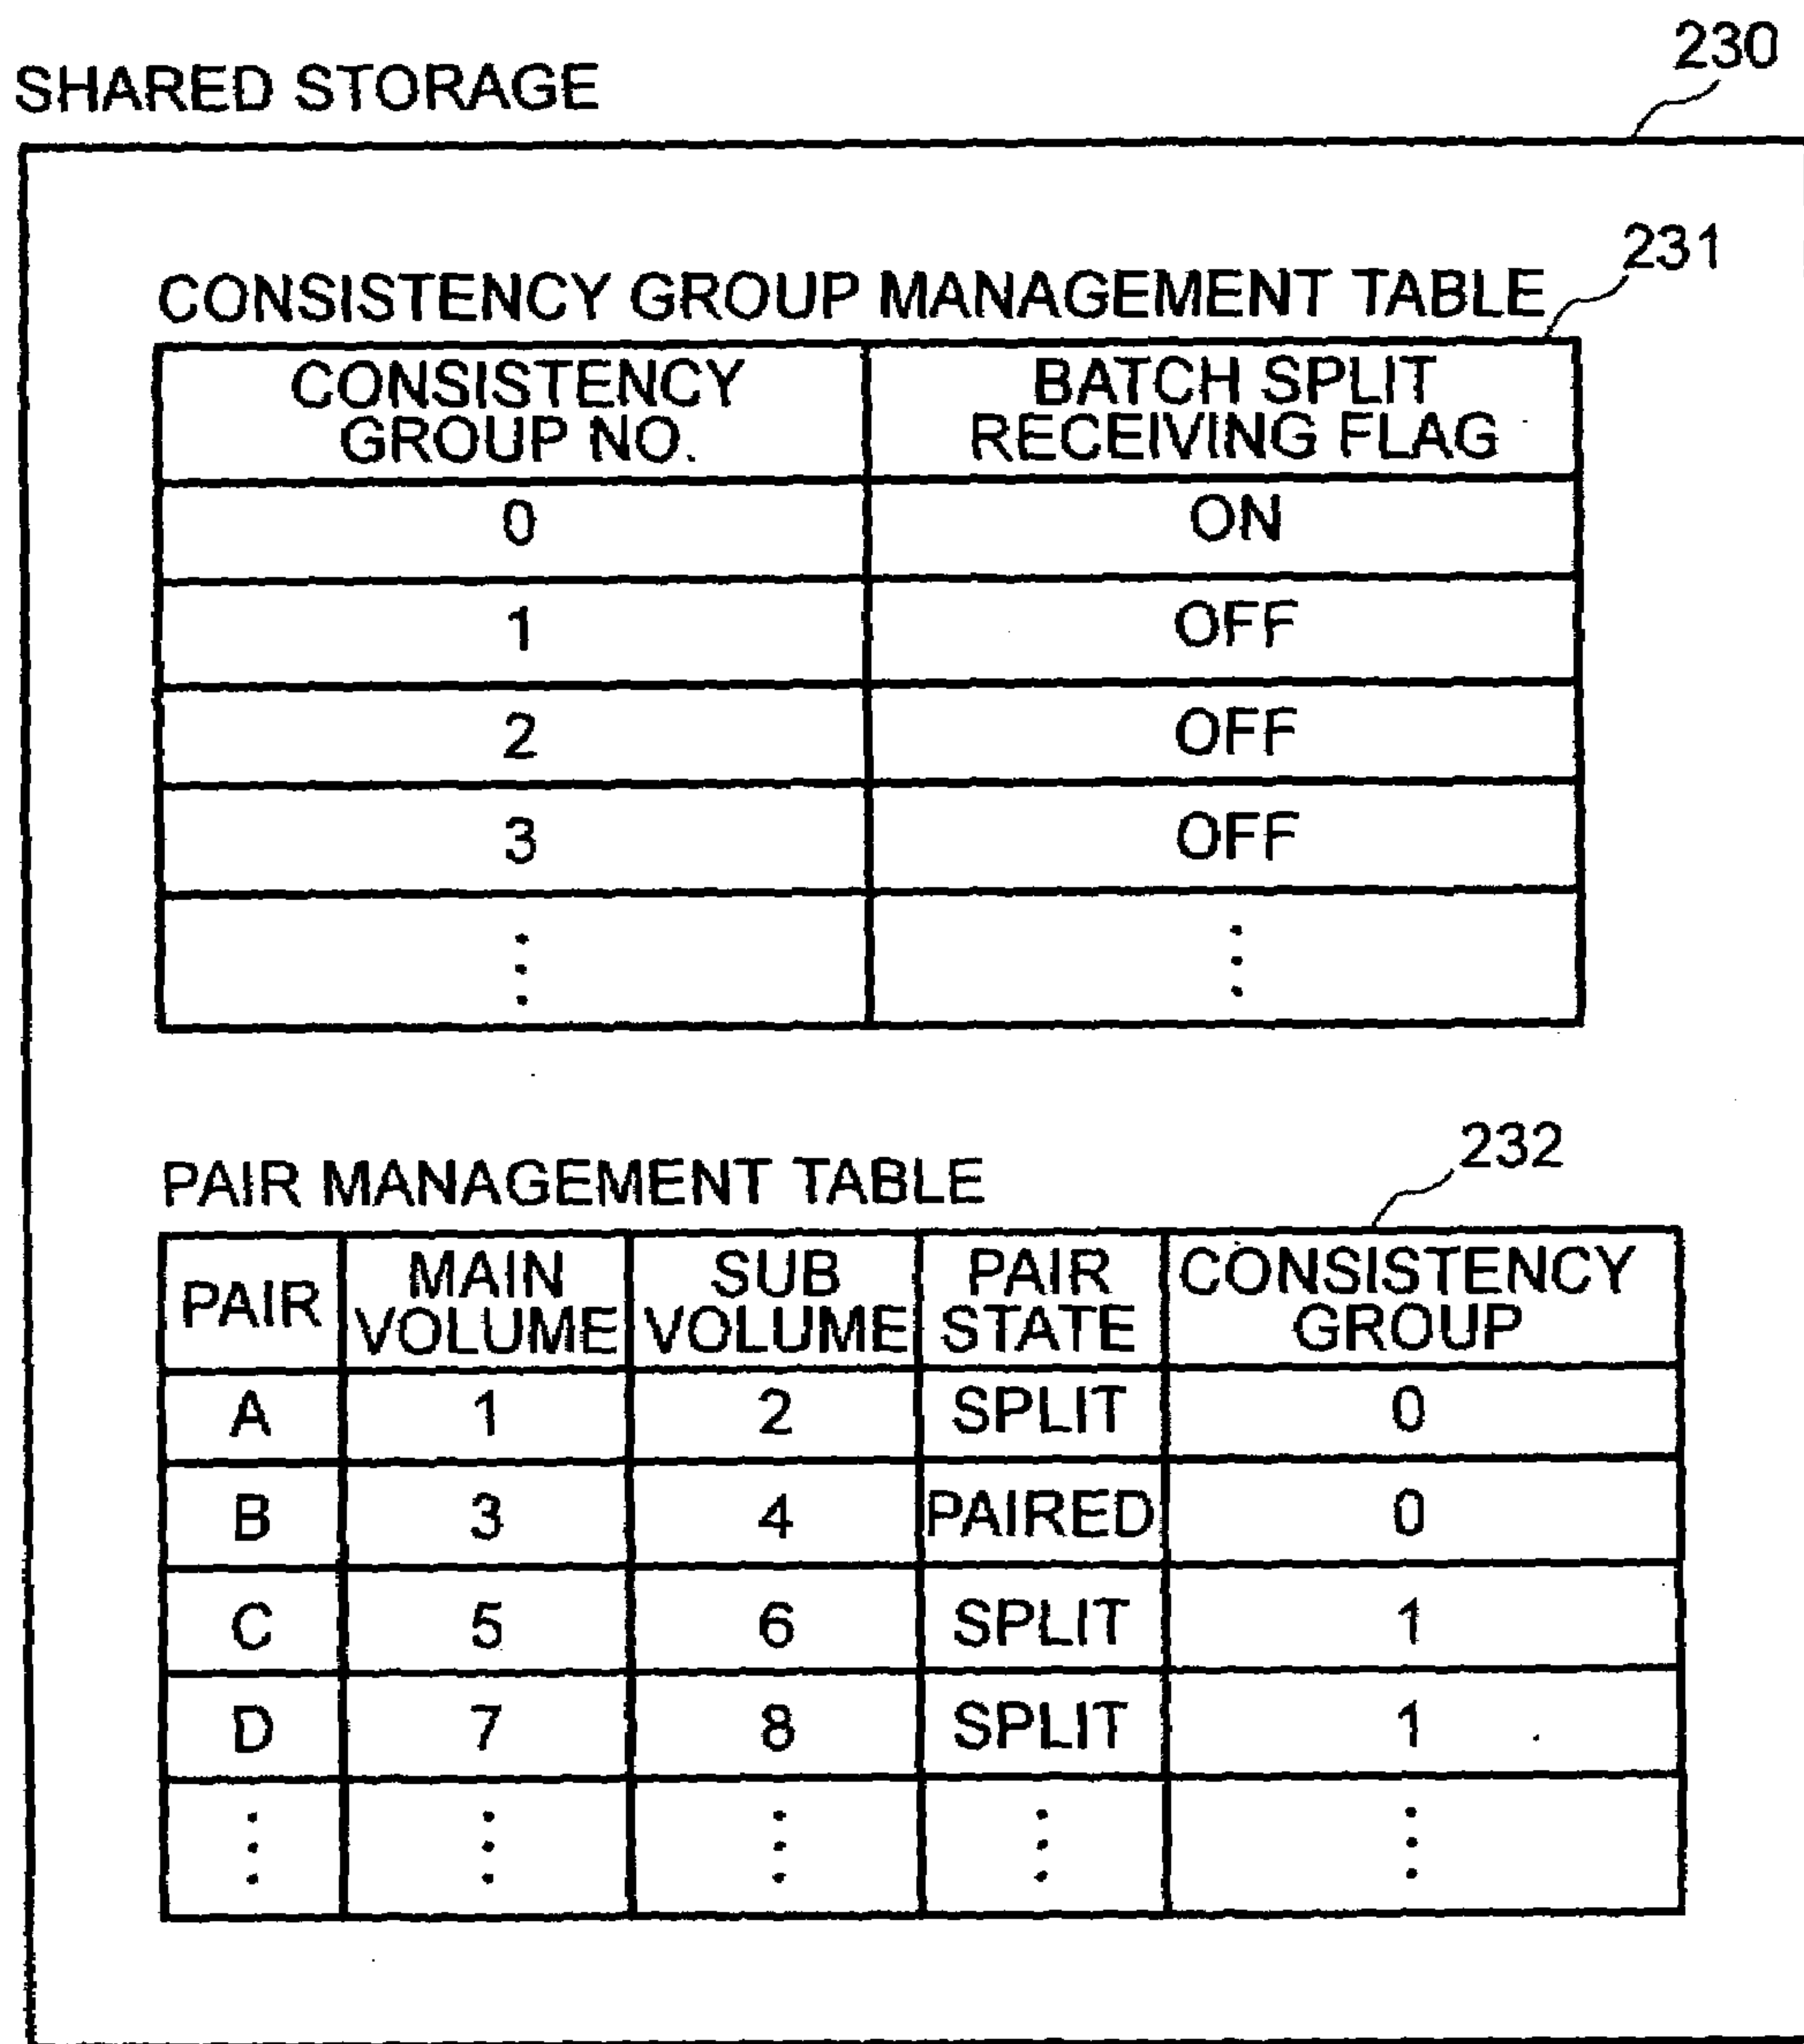 230
SHARED STORAGE
231
CONSISTENCY GROUP MANAGEMENT TABLE
CONSISTENCY GROUP NO. BATCH SPLIT RECEIVING FLAG
0 ON
1 OFF
2 OFF
3 OFF
⋮ ⋮
232
PAIR MANAGEMENT TABLE
PAIR MAIN VOLUME SUB VOLUME PAIR STATE CONSISTENCY GROUP
A 1 2 SPLIT 0
B 3 4 PAIRED 0
C 5 6 SPLIT 1
D 7 8 SPLIT 1
⋮ ⋮ ⋮ ⋮ ⋮